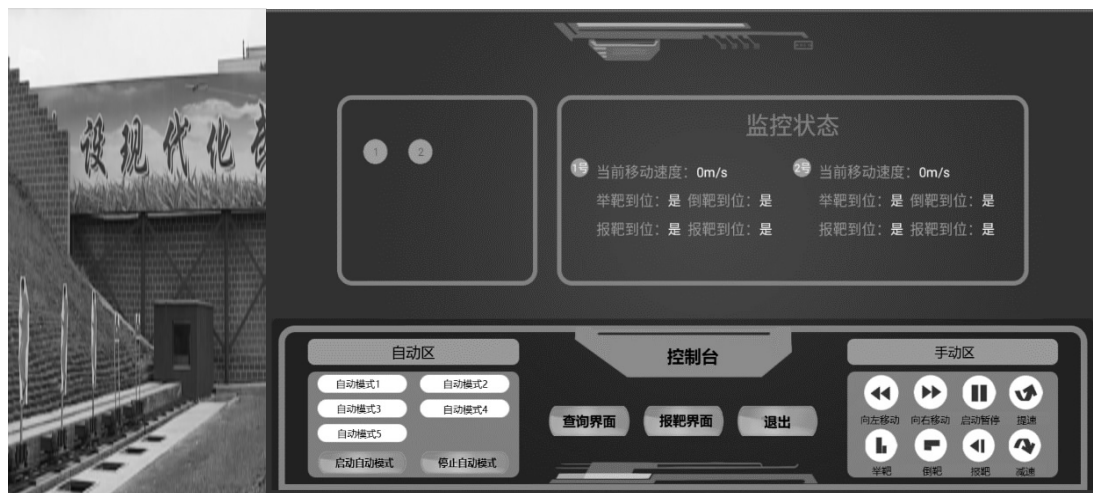 设现代化
1 2
监控状态
1号 当前移动速度：0m/s
举靶到位：是 倒靶到位：是
报靶到位：是 报靶到位：是
2号 当前移动速度：0m/s
举靶到位：是 倒靶到位：是
报靶到位：是 报靶到位：是
自动区
自动模式1 自动模式2
自动模式3 自动模式4
自动模式5
启动自动模式 停止自动模式
控制台
查询界面 报靶界面 退出
手动区
向左移动 向右移动 启动暂停 提速
举靶 倒靶 报靶 减速